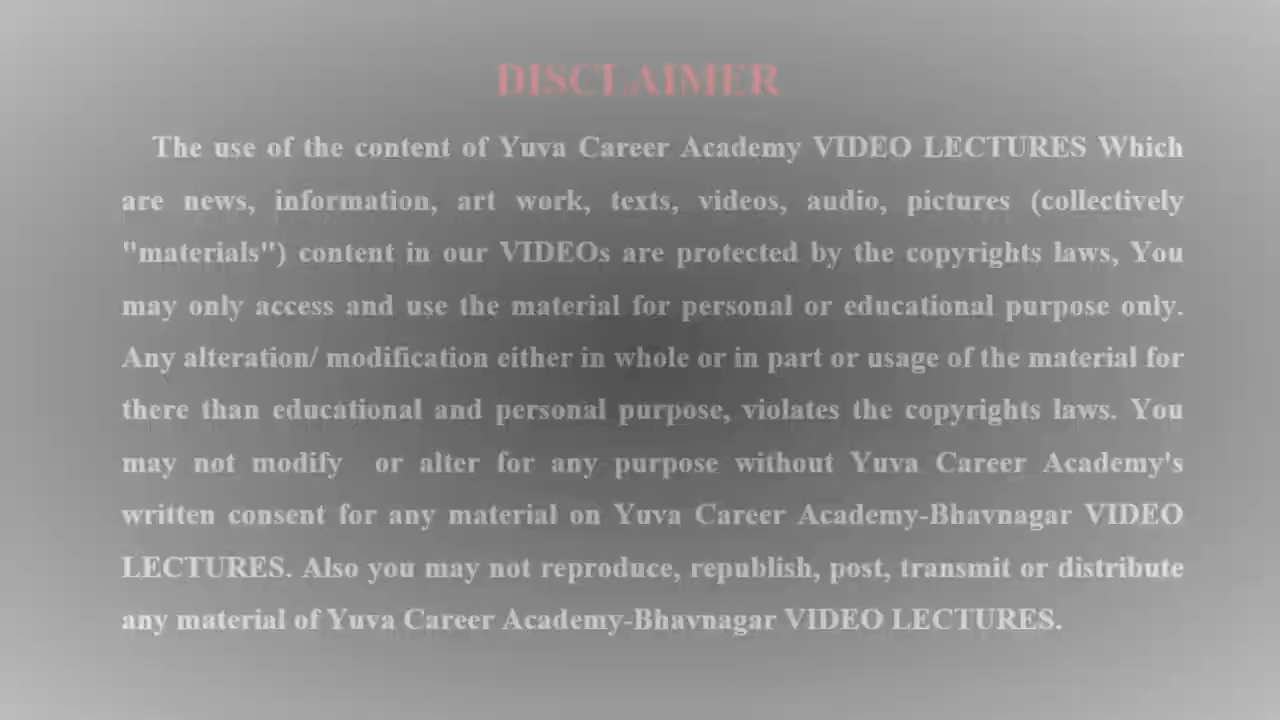 DISCLAIMER
The use of the content of Yuva Career Academy VIDEO LECTURES Which
are news, information, art work, texts, videos, audio, pictures (collectively
"materials") content in our VIDEOs are protected by the copyrights laws, You
may only access and use the material for personal or educational purpose only.
Any alteration/ modification either in whole or in part or usage of the material for
there than educational and personal purpose, violates the copyrights laws. You
may not modify or alter for any purpose without Yuva Career Academy's
written consent for any material on Yuva Career Academy-Bhavnagar VIDEO
LECTURES. Also you may not reproduce, republish, post, transmit or distribute
any material of Yuva Career Academy-Bhavnagar VIDEO LECTURES.